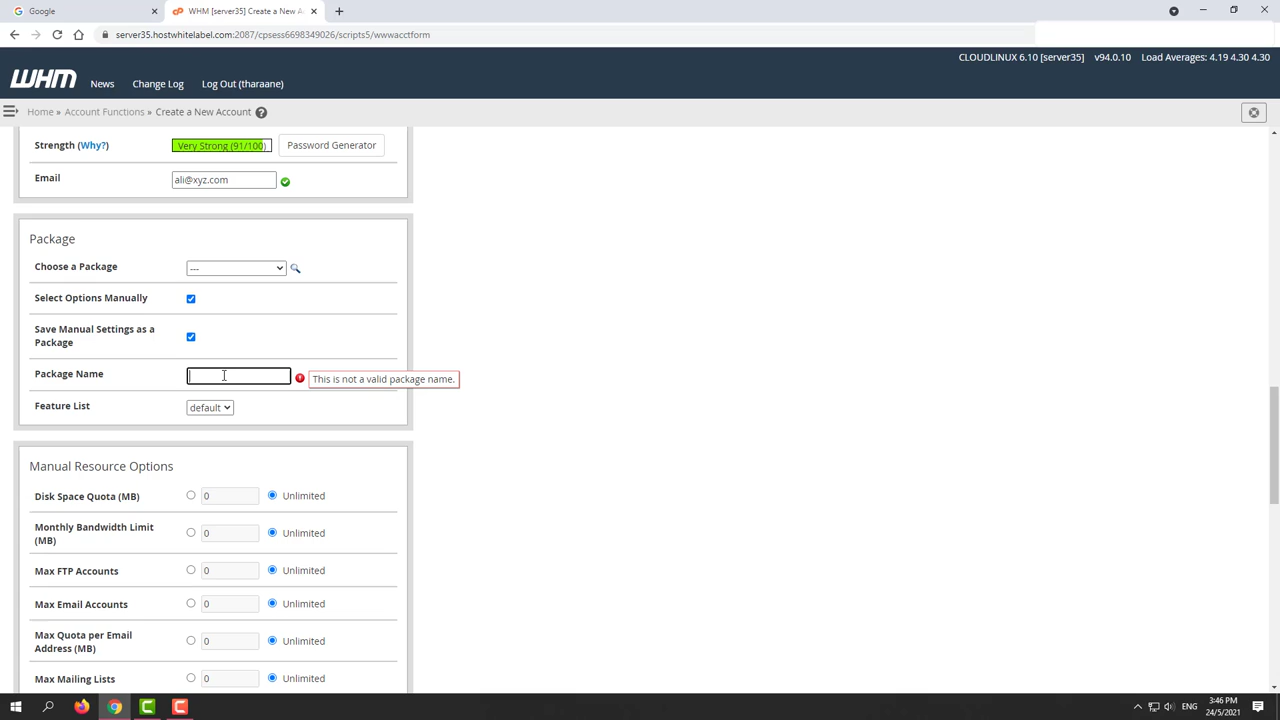 Google
WHM [server35] Create a New A
server35.hostwhitelabel.com:2087/cpsess6698349026/scripts5/wwwacctform
CLOUDLINUX 6.10 [server35] v94.0.10 Load Averages: 4.19 4.30 4.30
WHM News Change Log Log Out (tharaane)
Home » Account Functions » Create a New Account
Strength (Why?) Very Strong (91/100) Password Generator
Email ali@xyz.com
Package
Choose a Package ---
Select Options Manually
Save Manual Settings as a
Package
Package Name This is not a valid package name.
Feature List default
Manual Resource Options
Disk Space Quota (MB) 0 Unlimited
Monthly Bandwidth Limit
(MB) 0 Unlimited
Max FTP Accounts 0 Unlimited
Max Email Accounts 0 Unlimited
Max Quota per Email
Address (MB) 0 Unlimited
Max Mailing Lists 0 Unlimited
ENG
3:46 PM
24/5/2021